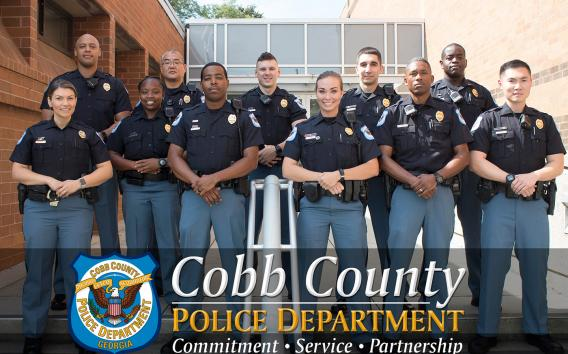 COBB COUNTY
POLICE DEPARTMENT
GEORGIA
Cobb County
POLICE DEPARTMENT
Commitment • Service • Partnership